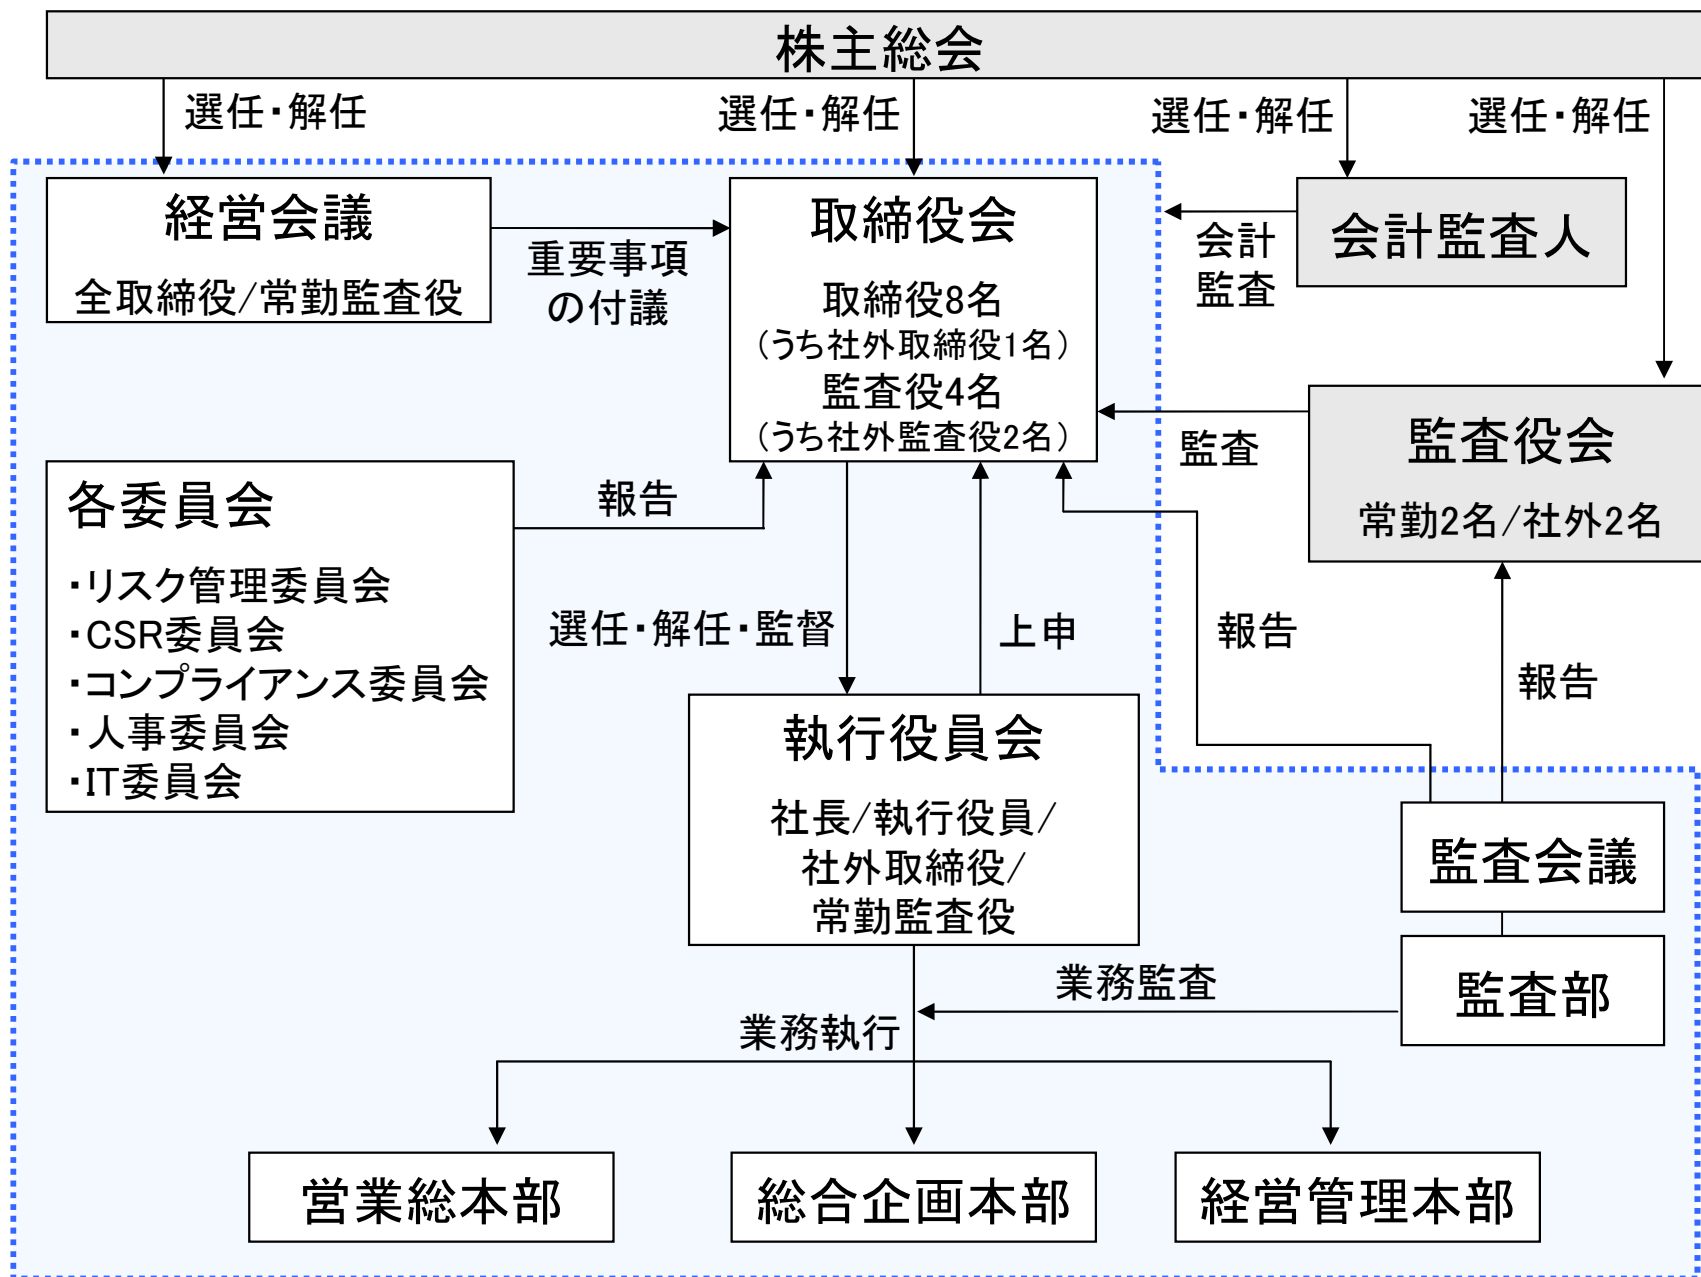 株主総会
選任・解任
選任・解任
選任・解任
選任・解任
経営会議
全取締役/常勤監査役
重要事項
の付議
取締役会
取締役8名
(うち社外取締役1名)
監査役4名
(うち社外監査役2名)
会計
監査
会計監査人
監査
監査役会
常勤2名/社外2名
各委員会
・リスク管理委員会
・CSR委員会
・コンプライアンス委員会
・人事委員会
・IT委員会
報告
選任・解任・監督
上申
報告
報告
執行役員会
社長/執行役員/
社外取締役/
常勤監査役
監査会議
監査部
業務監査
業務執行
営業総本部
総合企画本部
経営管理本部